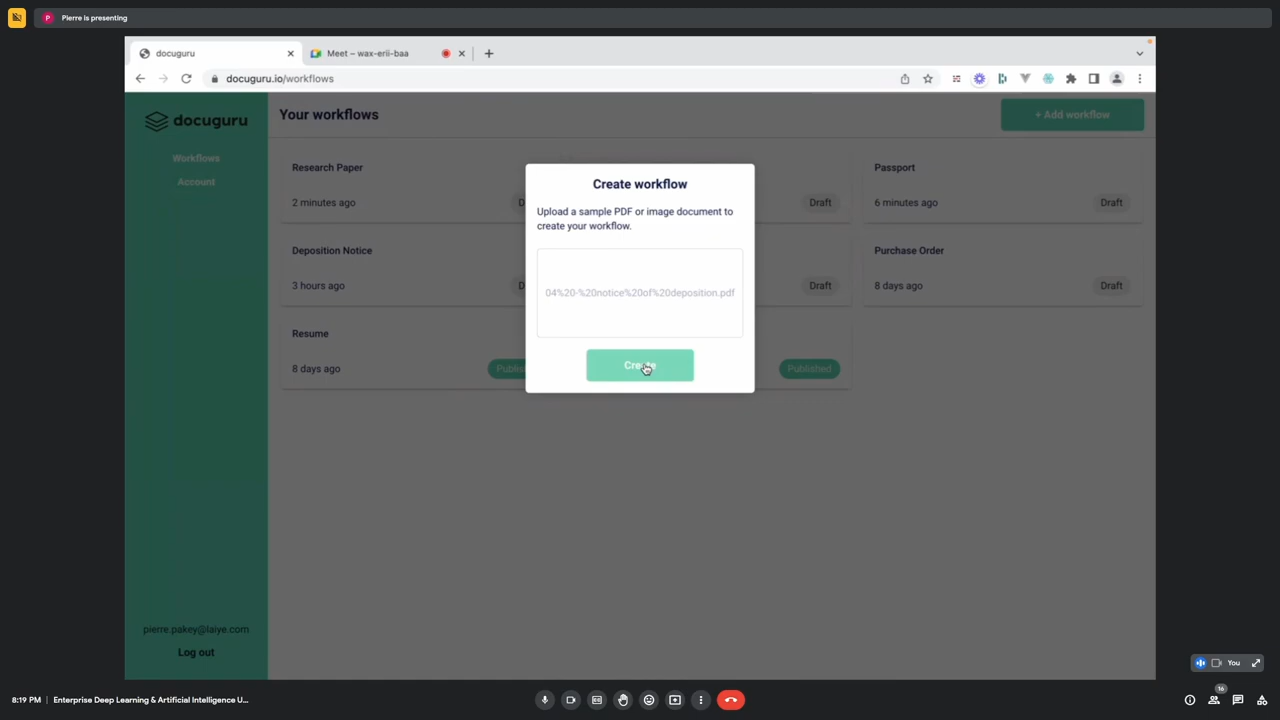 P Pierre is presenting
docuguru
Meet – wax-erii-baa
docuguru.io/workflows
docuguru
Workflows
Account
Your workflows
+ Add workflow
Research Paper
2 minutes ago
Draft
Passport
6 minutes ago
Draft
Deposition Notice
3 hours ago
Draft
Purchase Order
8 days ago
Draft
Resume
8 days ago
Published
Create workflow
Upload a sample PDF or image document to
create your workflow.
04%20-%20notice%20of%20deposition.pdf
Create
pierre.pakey@laiye.com
Log out
You
8:19 PM | Enterprise Deep Learning & Artificial Intelligence U...
16